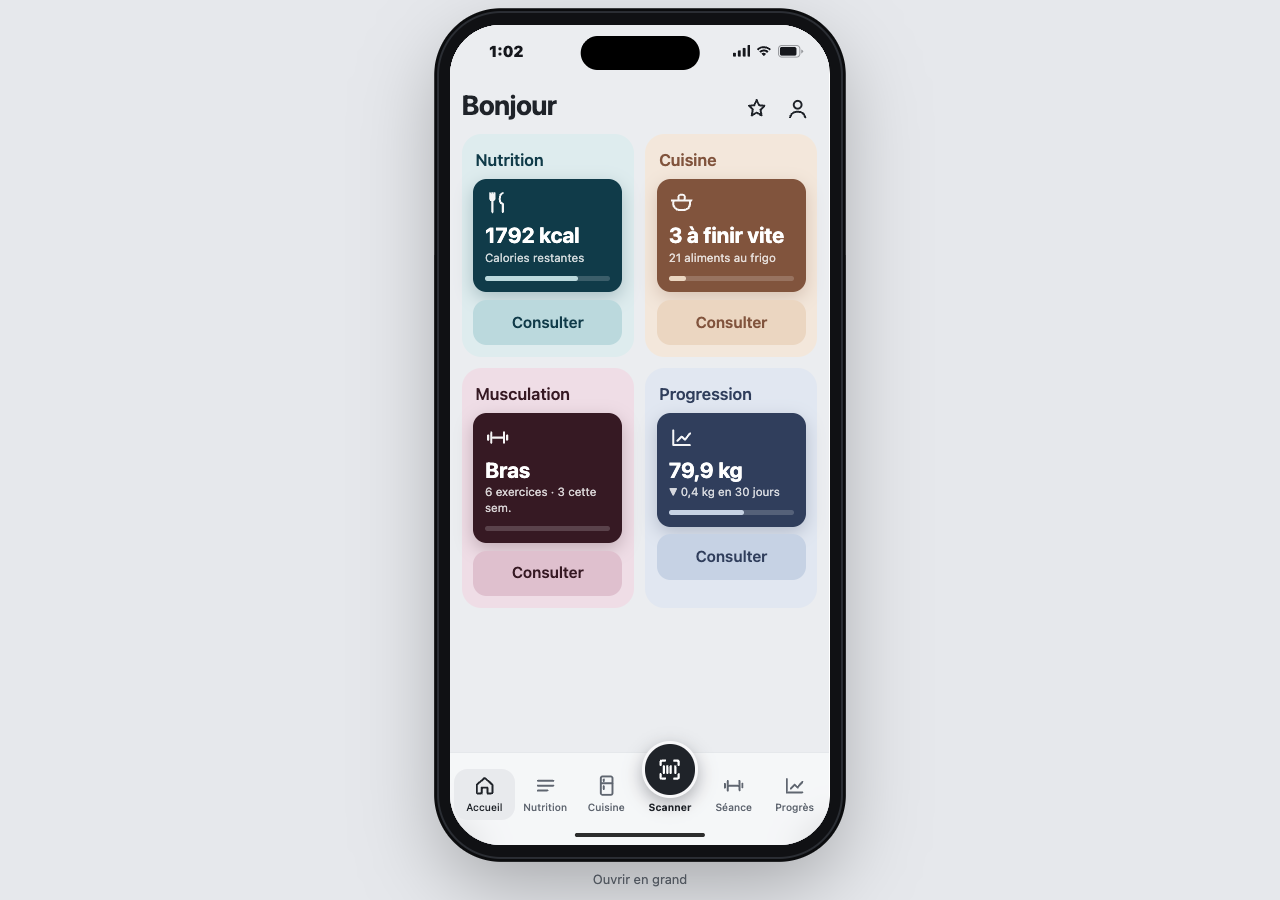 1:02
Bonjour
Nutrition
1792 kcal
Calories restantes
Consulter
Cuisine
3 à finir vite
21 aliments au frigo
Consulter
Musculation
Bras
6 exercices · 3 cette
sem.
Consulter
Progression
79,9 kg
▼ 0,4 kg en 30 jours
Consulter
Accueil
Nutrition
Cuisine
Scanner
Séance
Progrès
Ouvrir en grand